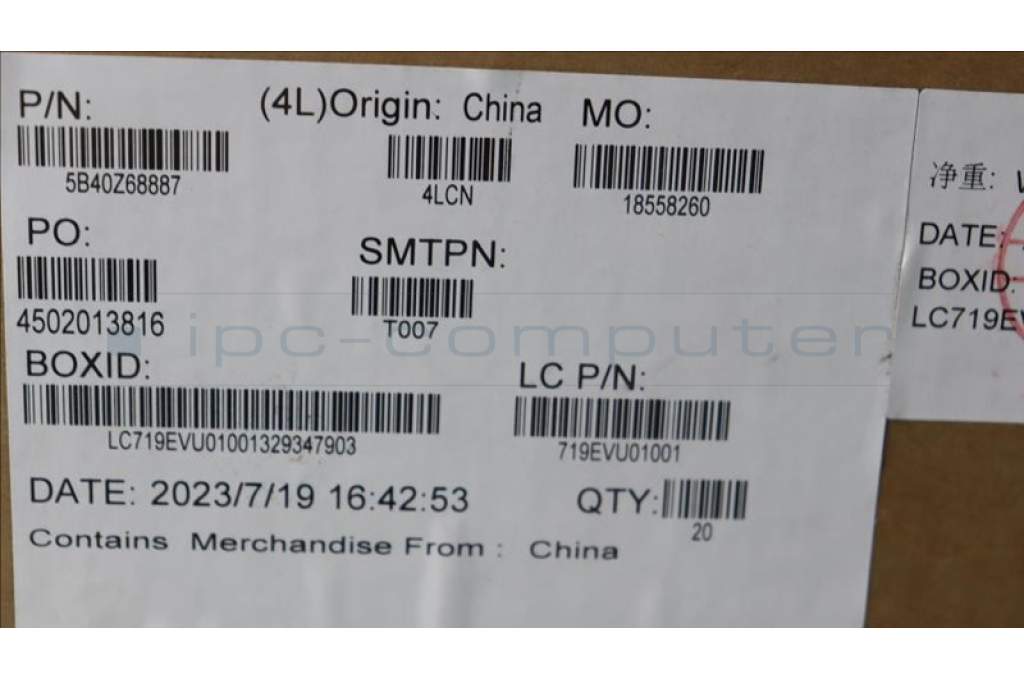 P/N:
5B40Z68887
(4L)Origin: China
4LCN
MO:
18558260
PO:
4502013816
SMTPN:
T007
BOXID:
LC719EVU01001329347903
LC P/N:
719EVU01001
DATE: 2023/7/19 16:42:53
QTY:
20
Contains Merchandise From : China
净重:
DATE:
BOXID:
LC719EV
ipc-computer